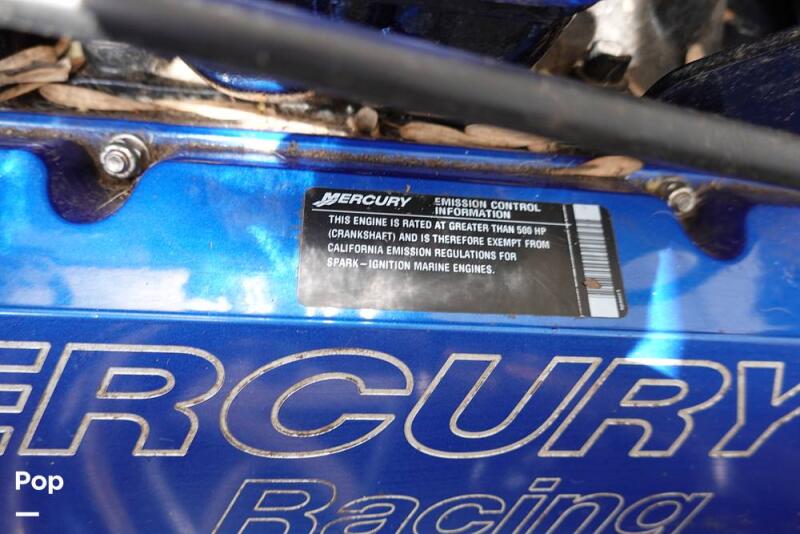 MERCURY
EMISSION CONTROL
INFORMATION
THIS ENGINE IS RATED AT GREATER THAN 500 HP
(CRANKSHAFT) AND IS THEREFORE EXEMPT FROM
CALIFORNIA EMISSION REGULATIONS FOR
SPARK-IGNITION MARINE ENGINES.
ERCURY
Racing
Pop